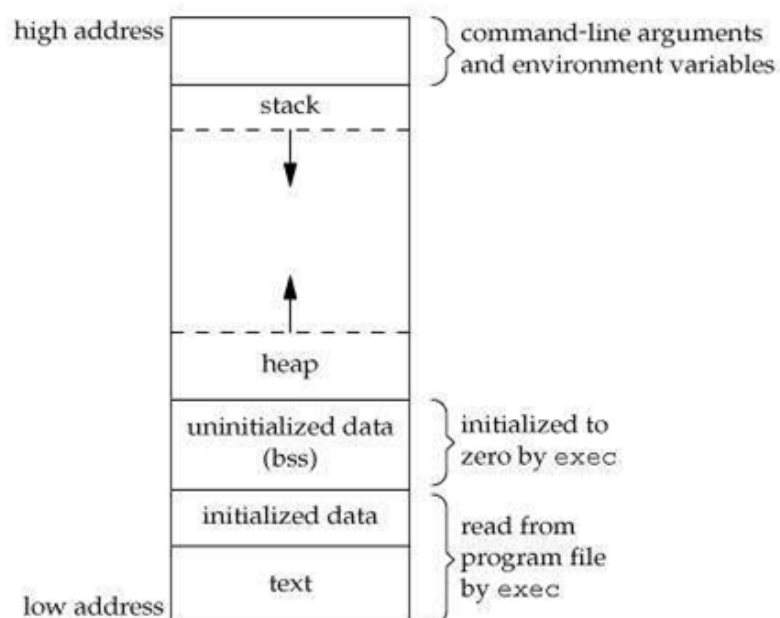 high address
command-line arguments
and environment variables
stack
heap
uninitialized data
(bss)
initialized to
zero by exec
initialized data
read from
program file
by exec
text
low address